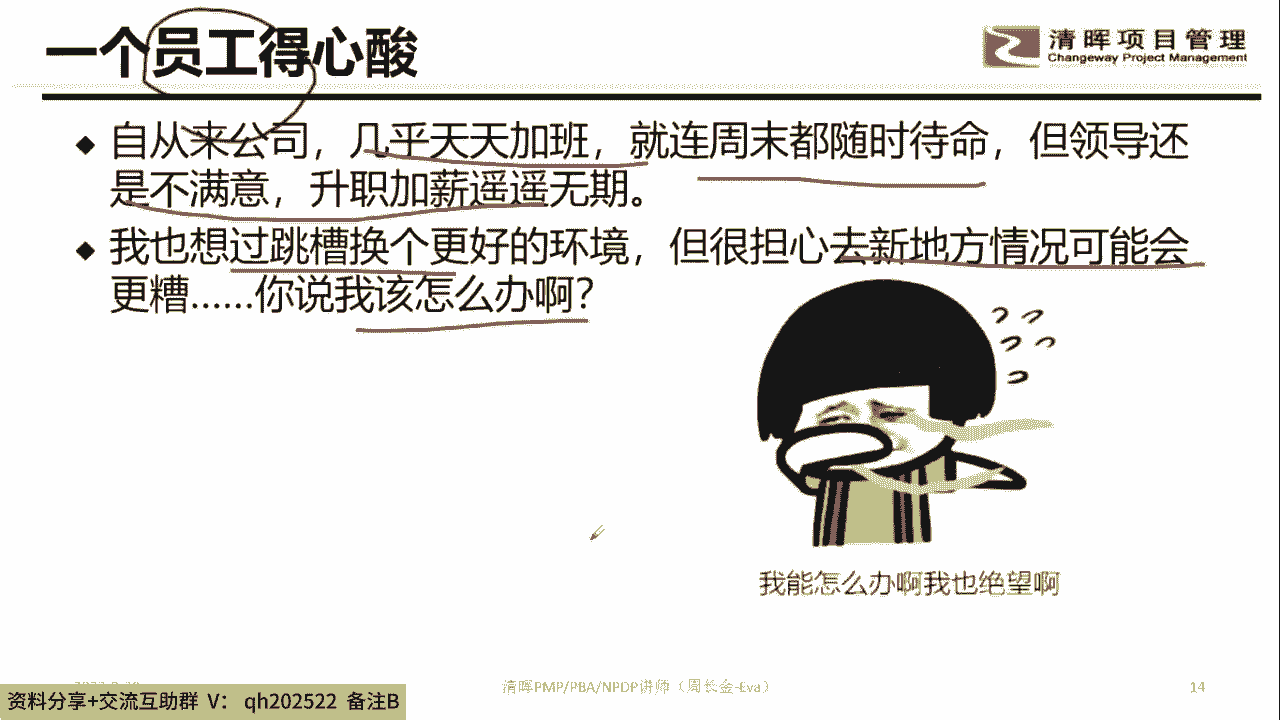 一个员工得心酸
清晖项目管理
Changeway Project Management
自从来公司，几乎天天加班，就连周末都随时待命，但领导还
是不满意，升职加薪遥遥无期。
我也想过跳槽换个更好的环境，但很担心去新地方情况可能会
更糟……你说我该怎么办啊？
我能怎么办啊我也绝望啊
清晖PMP/PBA/NPDP讲师（周长金-Eva）
14
资料分享+交流互助群 V： qh202522 备注B